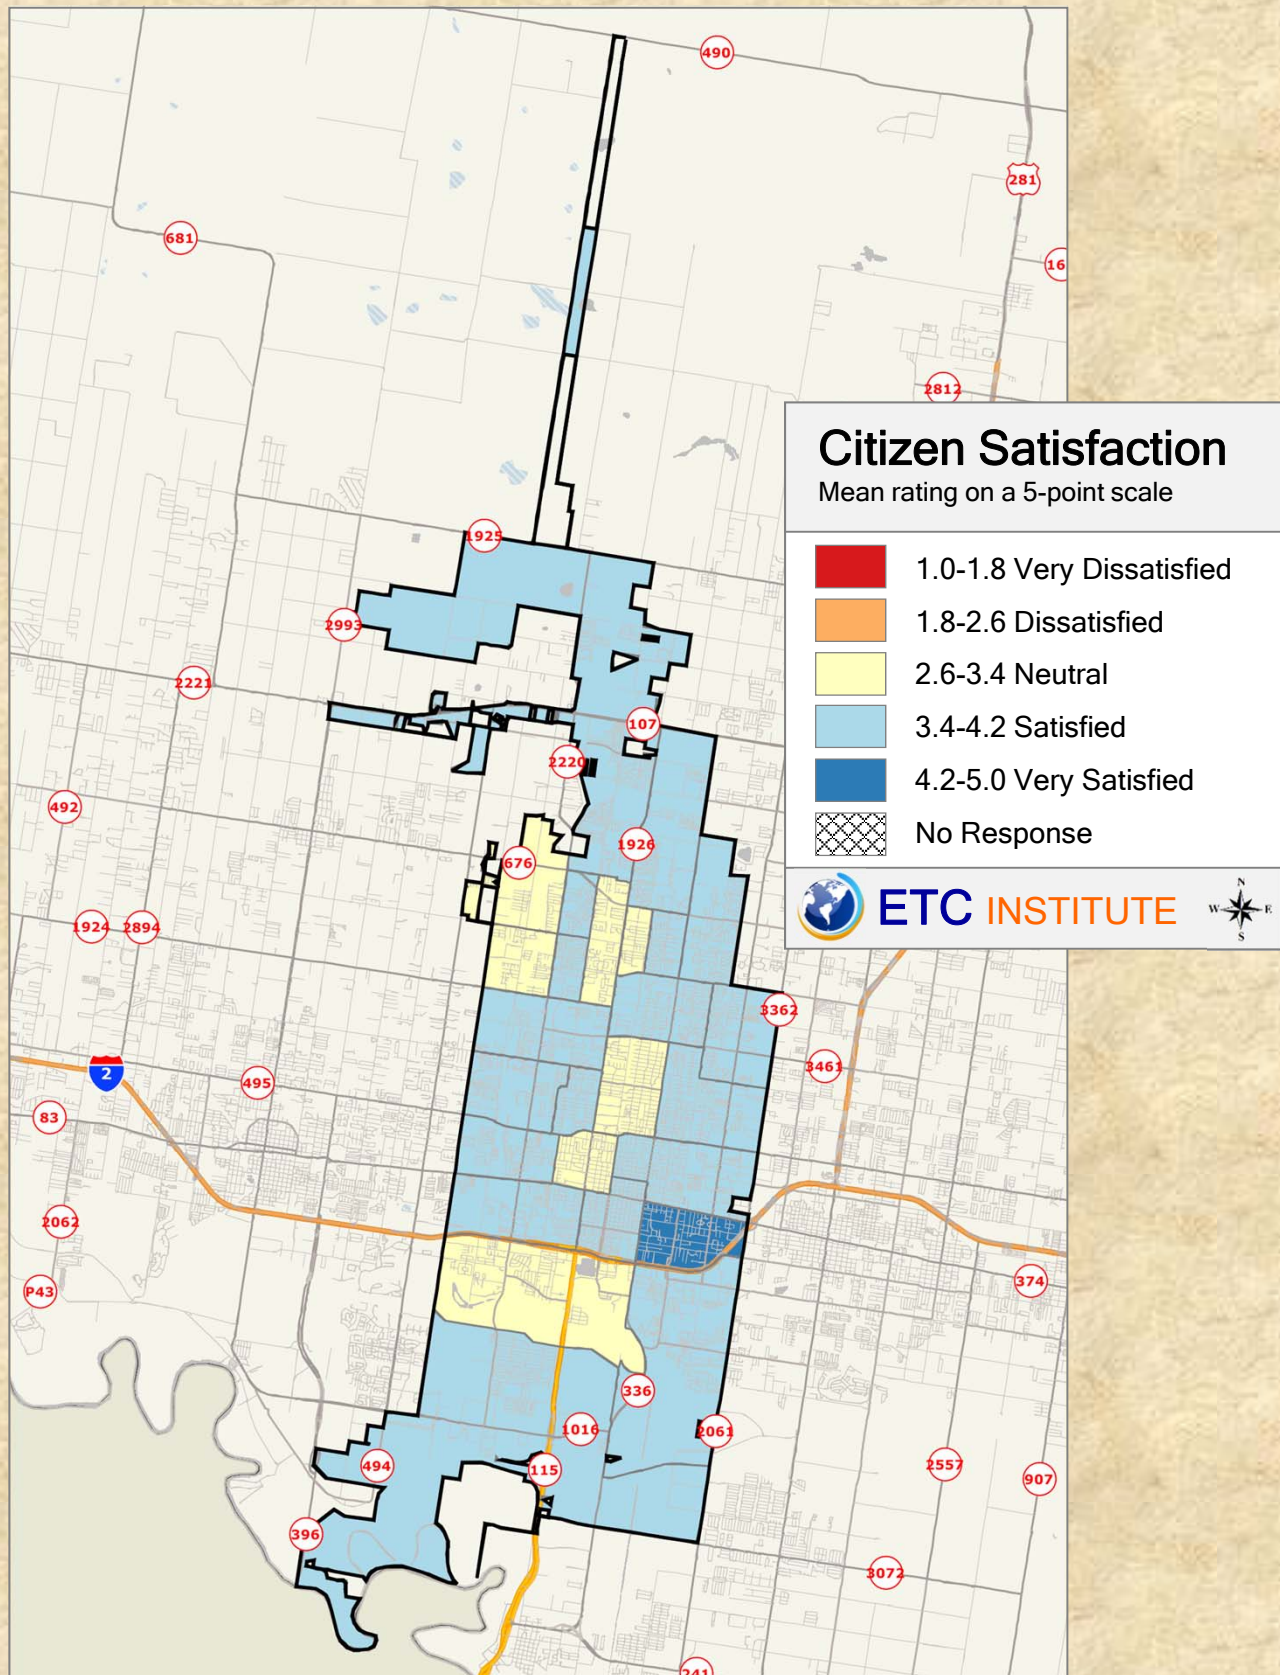 490
281
681
16
2812
Citizen Satisfaction
Mean rating on a 5-point scale
1.0-1.8 Very Dissatisfied
1.8-2.6 Dissatisfied
2.6-3.4 Neutral
3.4-4.2 Satisfied
4.2-5.0 Very Satisfied
No Response
ETC INSTITUTE
N
W E
S
1925
2993
2221
107
2220
492
1926
676
1924 2894
3362
3461
2
495
83
2062
P43
374
336
1016
2061
494
115
2557
907
396
3072
241